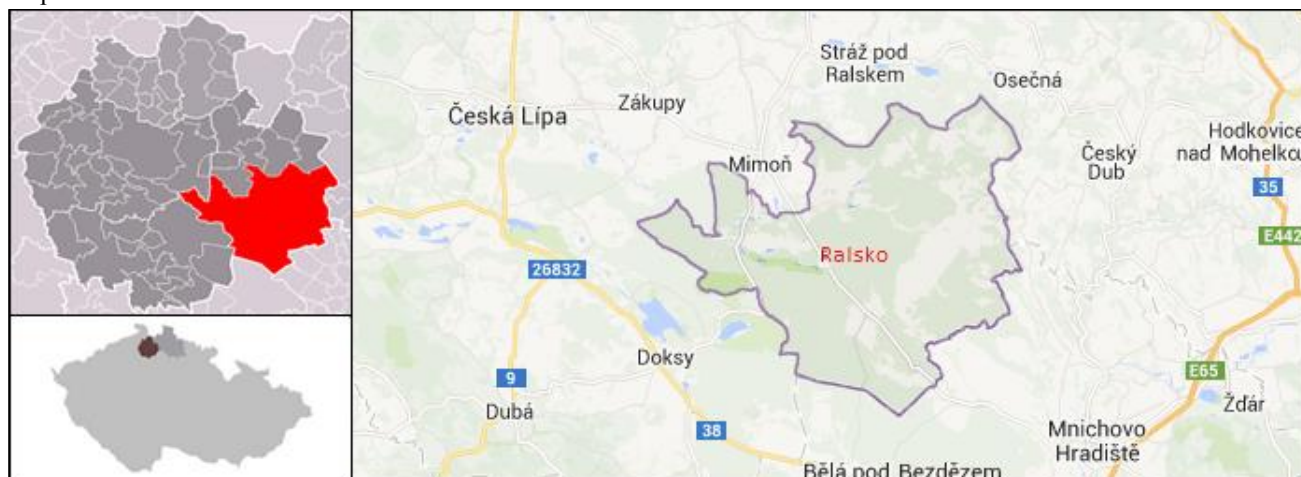 Stráž pod
Ralskem
Osečná
Zákupy
Česká Lípa
Hodkovice
nad Mohelkou
Mimoň
Český
Dub
35
E442
Ralsko
26832
Doksy
9
E65
Dubá
Žďár
38
Mnichovo
Hradiště
Bělá pod Bezdězem